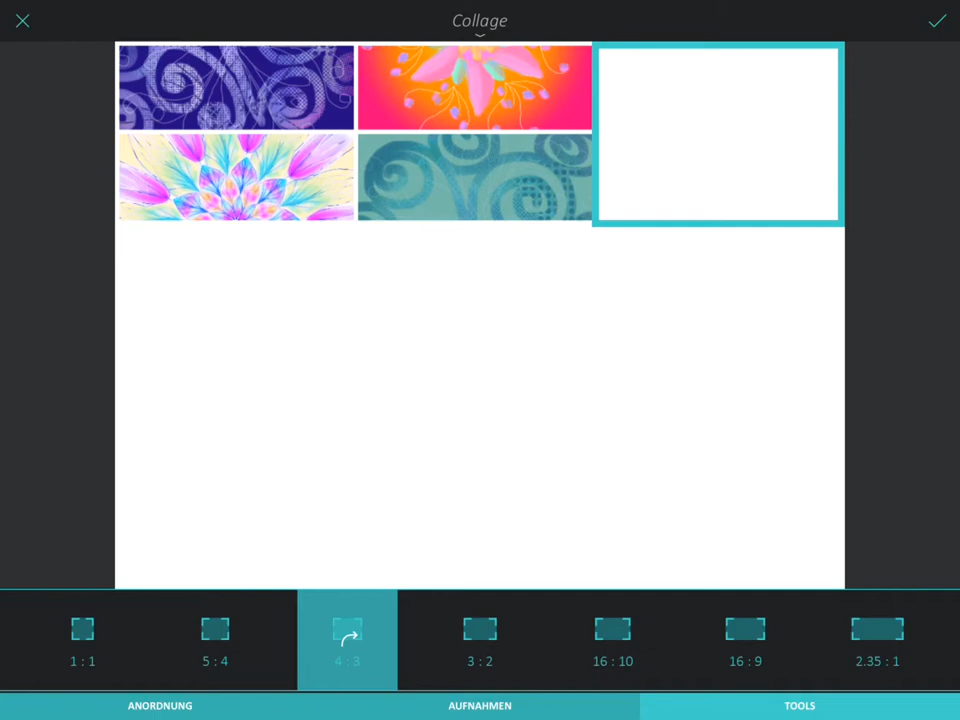 Collage
1 : 1
5 : 4
4 : 3
3 : 2
16 : 10
16 : 9
2.35 : 1
ANORDNUNG
AUFNAHMEN
TOOLS